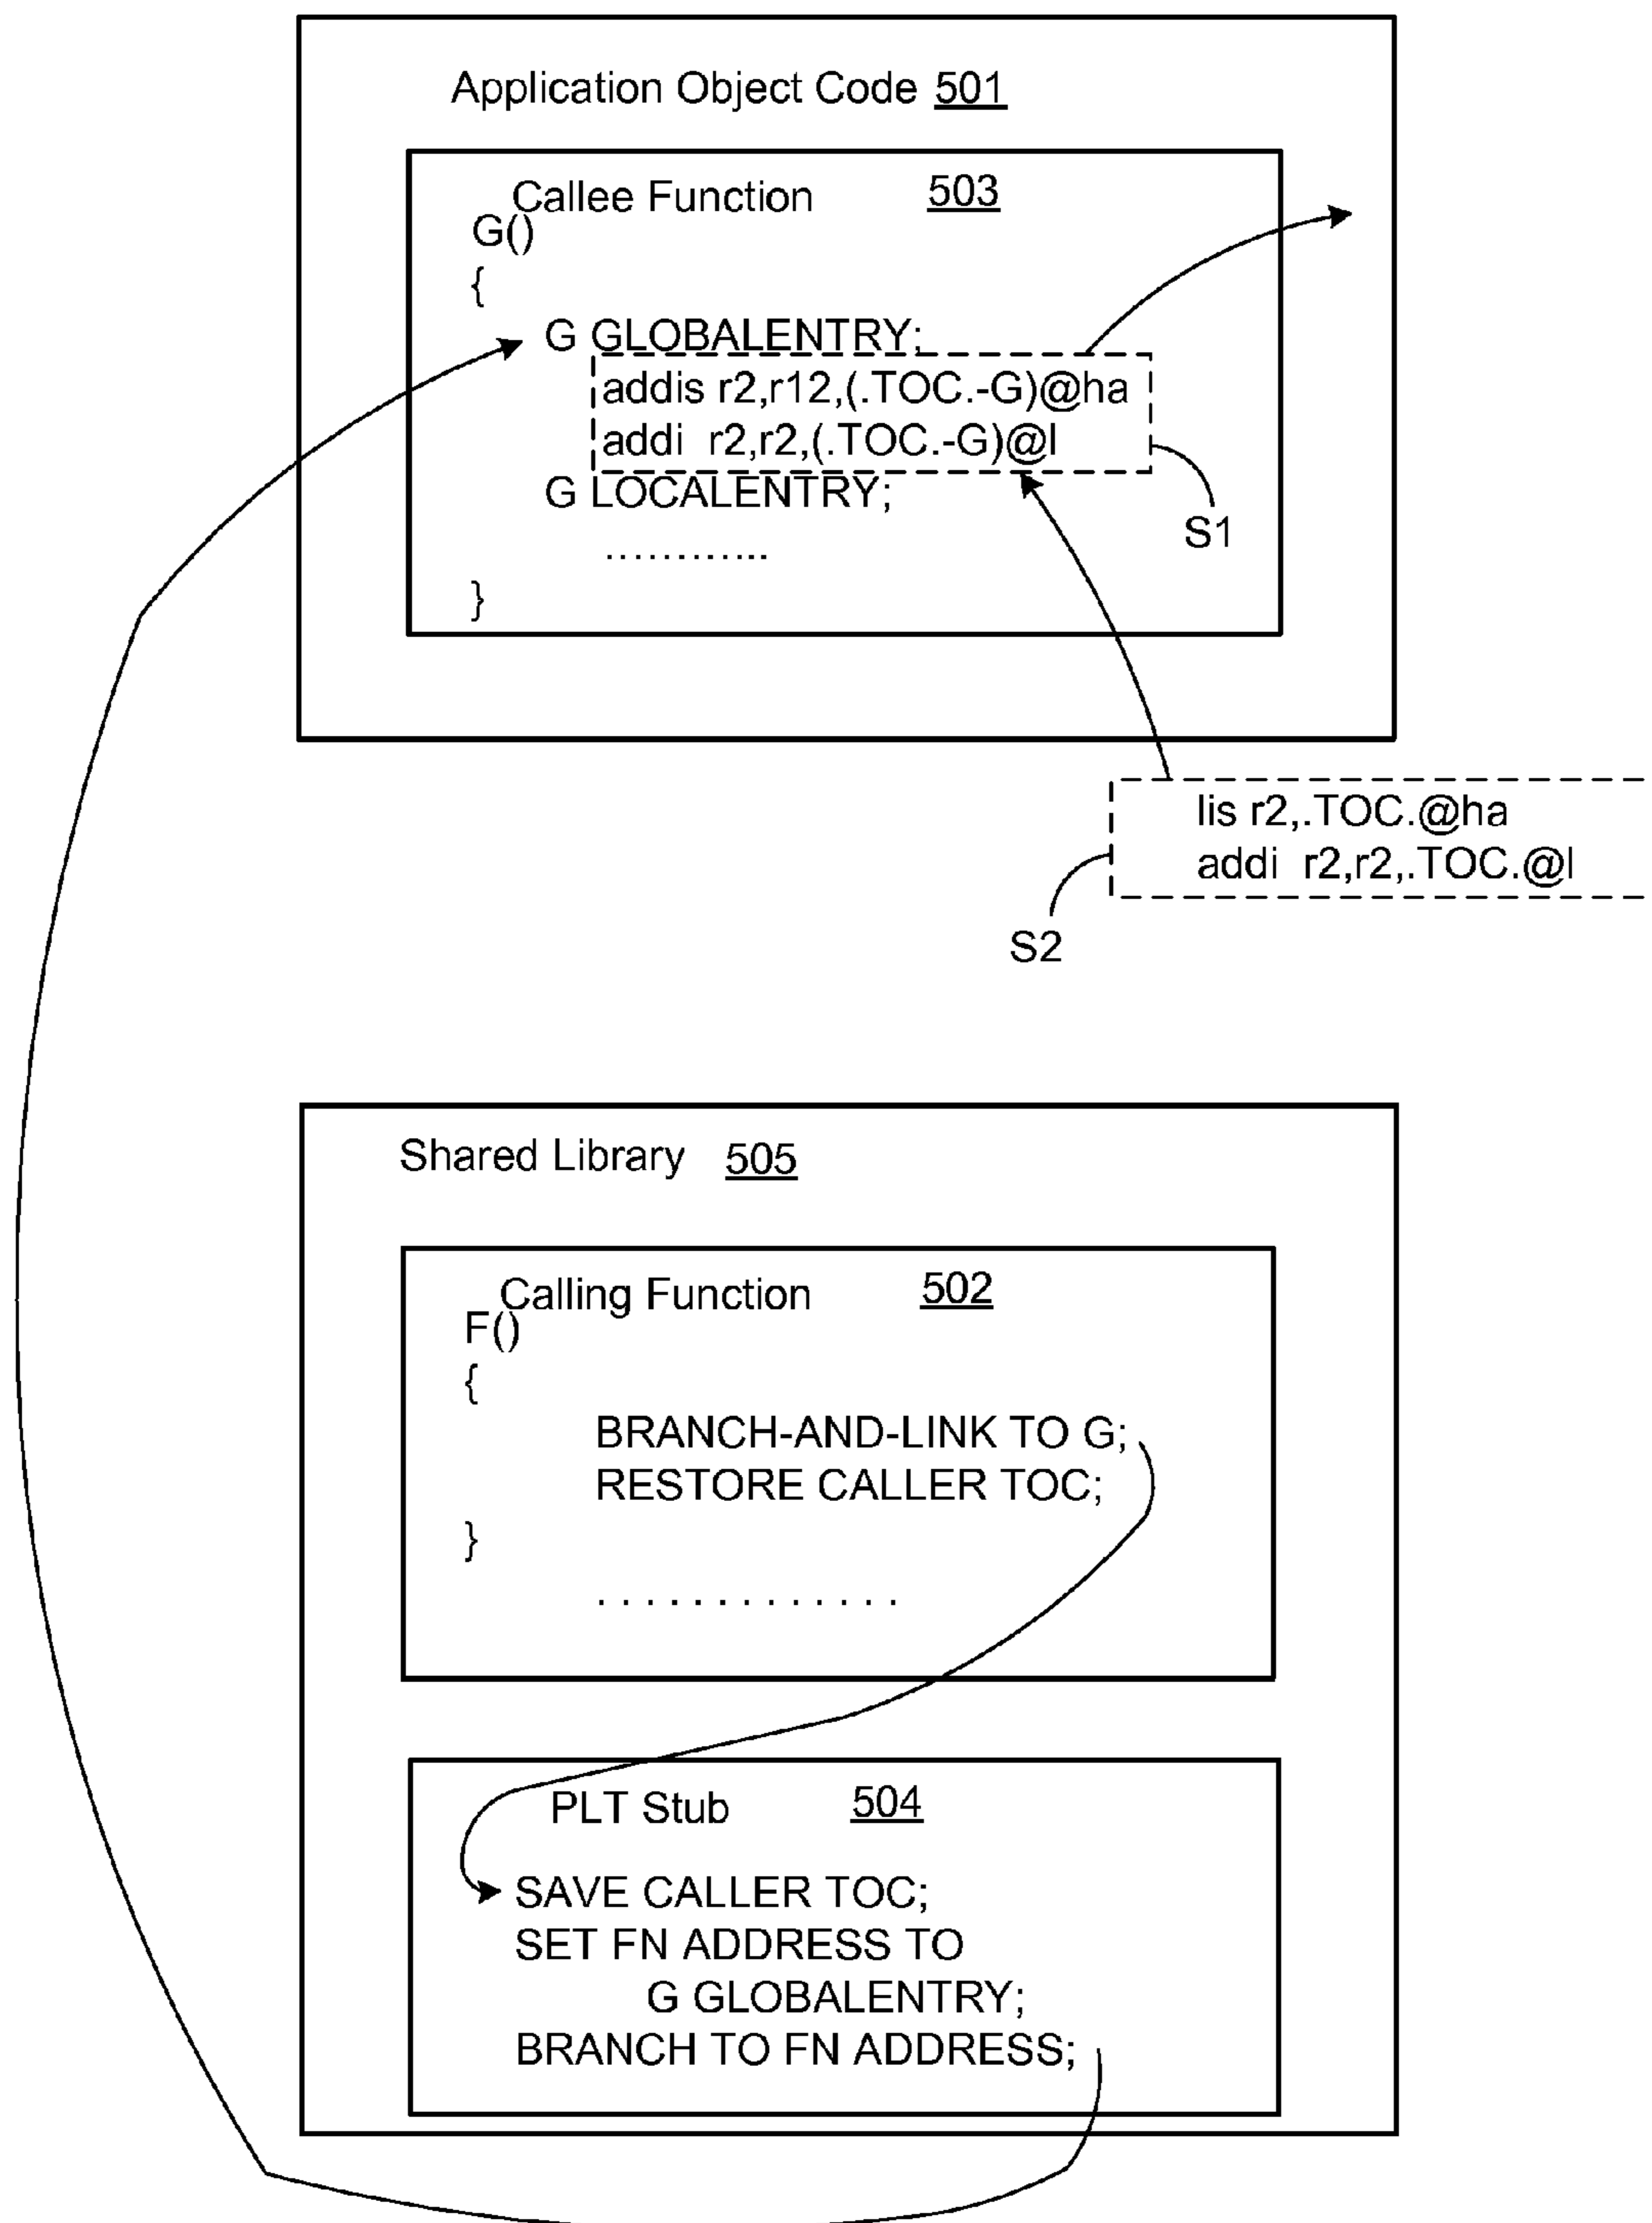 Application Object Code 501
Callee Function 503
G()
{
G GLOBALENTRY;
addis r2,r12,(.TOC.-G)@ha
addi r2,r2,(.TOC.-G)@l
G LOCALENTRY;
............
}
S1
lis r2,.TOC.@ha
addi r2,r2,.TOC.@l
S2
Shared Library 505
Calling Function 502
F()
{
BRANCH-AND-LINK TO G;
RESTORE CALLER TOC;
}
. . . . . . . . . . . . .
PLT Stub 504
SAVE CALLER TOC;
SET FN ADDRESS TO
G GLOBALENTRY;
BRANCH TO FN ADDRESS;